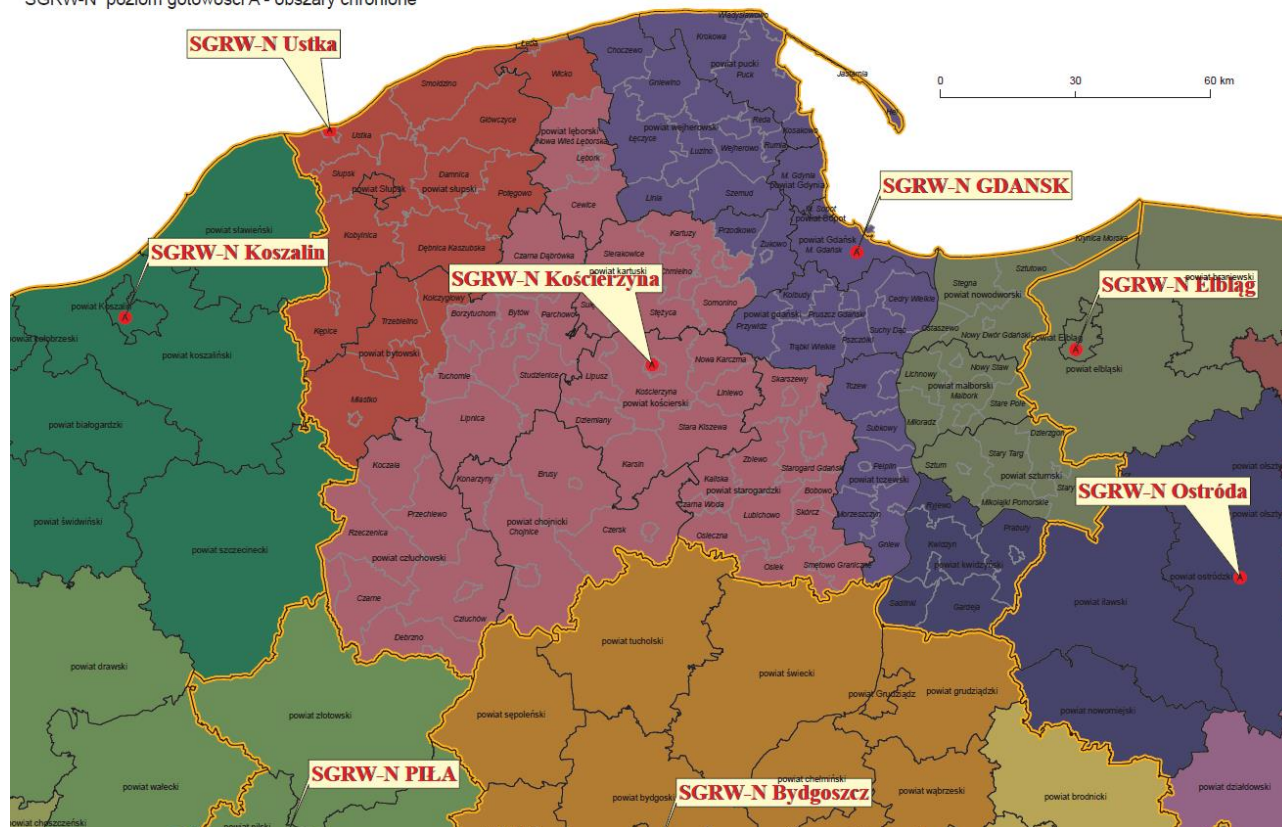 SGRW-N poziom gotowości A - obszary chronione
SGRW-N Ustka
SGRW-N GDANSK
SGRW-N Koszalin
SGRW-N Kościerzyna
SGRW-N Elbląg
SGRW-N Ostróda
SGRW-N PIŁA
SGRW-N Bydgoszcz
0 30 60 km
Władysławowo
Krokowa
Choczewo
powiat pucki
Puck
Jastarnia
Hel
Łeba
Wicko
Gniewino
Smołdzino
Główczyce
Ustka
powiat lęborski
Nowa Wieś Lęborska
Lębork
Łęczyce
powiat wejherowski
Reda
Kosakowo
Rumia
Luzino
Wejherowo
Słupsk
Damnica
powiat Słupsk
powiat słupski
Potęgowo
Cewice
Linia
Szemud
M. Gdynia
powiat Gdynia
M. Sopot
powiat Sopot
powiat sławieński
Kobylnica
Dębnica Kaszubska
Czarna Dąbrówka
Sierakowice
Kartuzy
powiat kartuski
Chmielno
Przodkowo
Żukowo
powiat Gdańsk
M. Gdańsk
Krynica Morska
powiat braniewski
Sztutowo
Stegna
powiat nowodworski
powiat Koszalin
Kołczygłowy
Borzytuchom
Bytów
Parchowo
Somonino
Stężyca
Kolbudy
powiat gdański
Pruszcz Gdański
Cedry Wielkie
Przywidz
Suchy Dąb
Ostaszewo
Nowy Dwór Gdański
powiat Elbląg
powiat elbląski
Kępice
Trzebielino
powiat bytowski
powiat koszaliński
Trąbki Wielkie
Pszczółki
Nowa Karczma
Tuchomie
Studzienice
Lipusz
Kościerzyna
powiat kościerski
Liniewo
Skarszewy
Tczew
Lichnowy
Nowy Staw
powiat malborski
Malbork
Stare Pole
Miastko
Lipnica
Dziemiany
Stara Kiszewa
Subkowy
Miłoradz
Dzierzgoń
powiat białogardzki
Koczała
Konarzyny
Brusy
Karsin
Zblewo
Starogard Gdański
Pelplin
powiat tczewski
Sztum
Stary Targ
powiat sztumski
Kaliska
powiat starogardzki
Bobowo
Przechlewo
Czarna Woda
Lubichowo
Skórcz
Morzeszczyn
Ryjewo
Mikołajki Pomorskie
Prabuty
powiat świdwiński
powiat szczecinecki
Rzeczenica
powiat człuchowski
powiat chojnicki
Chojnice
Czersk
Osieczna
Gniew
Kwidzyn
powiat kwidzyński
Osiek
Smętowo Graniczne
powiat ostródzki
Czarne
Człuchów
Debrzno
Sadlinki
Gardeja
powiat iławski
powiat tucholski
powiat drawski
powiat świecki
powiat Grudziądz
powiat grudziądzki
powiat złotowski
powiat sępoleński
powiat nowomiejski
powiat wałecki
powiat bydgoski
powiat chełmiński
powiat wąbrzeski
powiat brodnicki
powiat działdowski
powiat choszczeński
powiat pilski